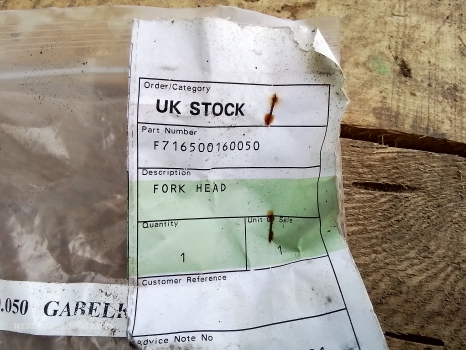 Order/Category
UK STOCK
Part Number
F716500160050
Description
FORK HEAD
Quantity
Unit of Sale
1
1
Customer Reference
.050 GABELK
Advice Note No